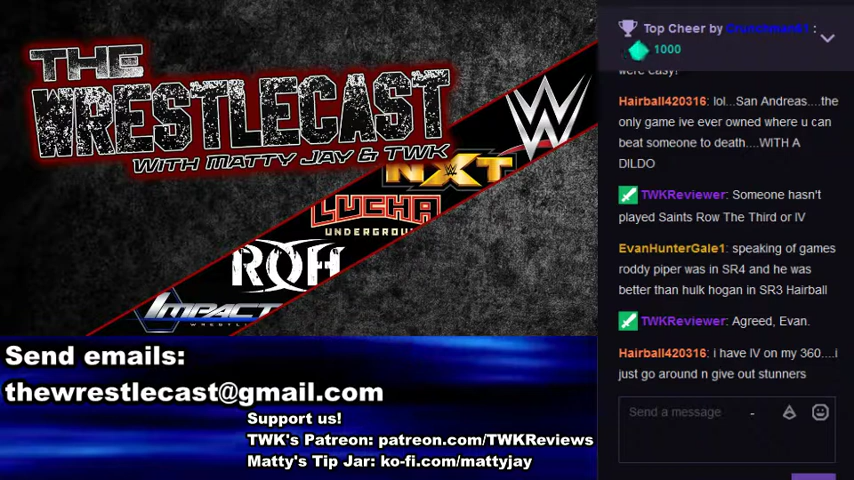 THE
WRESTLECAST
WITH MATTY JAY & TWK
W
NXT
LUCHA
UNDERGROU
ROH
IMPACT
WRESTL
Send emails:
thewrestlecast@gmail.com
Support us!
TWK's Patreon: patreon.com/TWKReviews
Matty's Tip Jar: ko-fi.com/mattyjay
Top Cheer by :
1000
were easy!
Hairball420316: lol...San Andreas....the
only game ive ever owned where u can
beat someone to death....WITH A
DILDO
TWKReviewer: Someone hasn't
played Saints Row The Third or IV
EvanHunterGale1: speaking of games
roddy piper was in SR4 and he was
better than hulk hogan in SR3 Hairball
TWKReviewer: Agreed, Evan.
Hairball420316: i have IV on my 360....i
just go around n give out stunners
Send a message